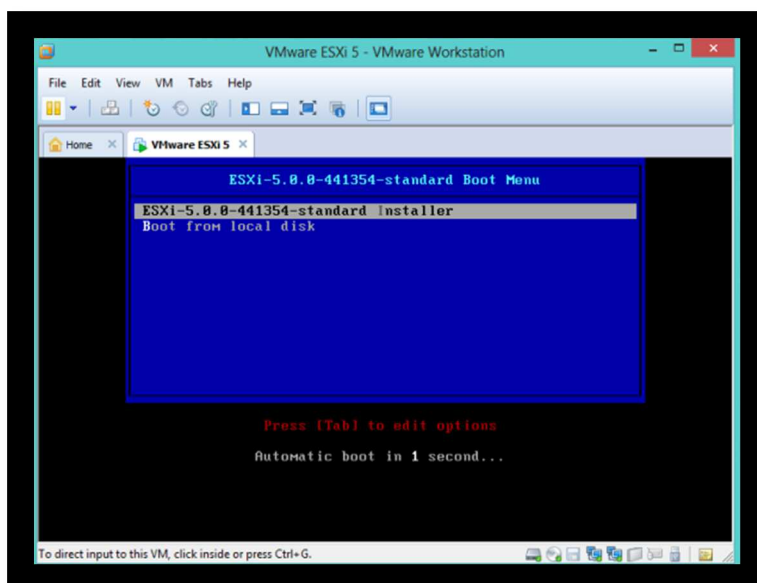 VMware ESXi 5 - VMware Workstation
File Edit View VM Tabs Help
Home
VMware ESXi 5
ESXi-5.0.0-441354-standard Boot Menu
ESXi-5.0.0-441354-standard Installer
Boot from local disk
Press [Tab] to edit options
Automatic boot in 1 second...
To direct input to this VM, click inside or press Ctrl+G.